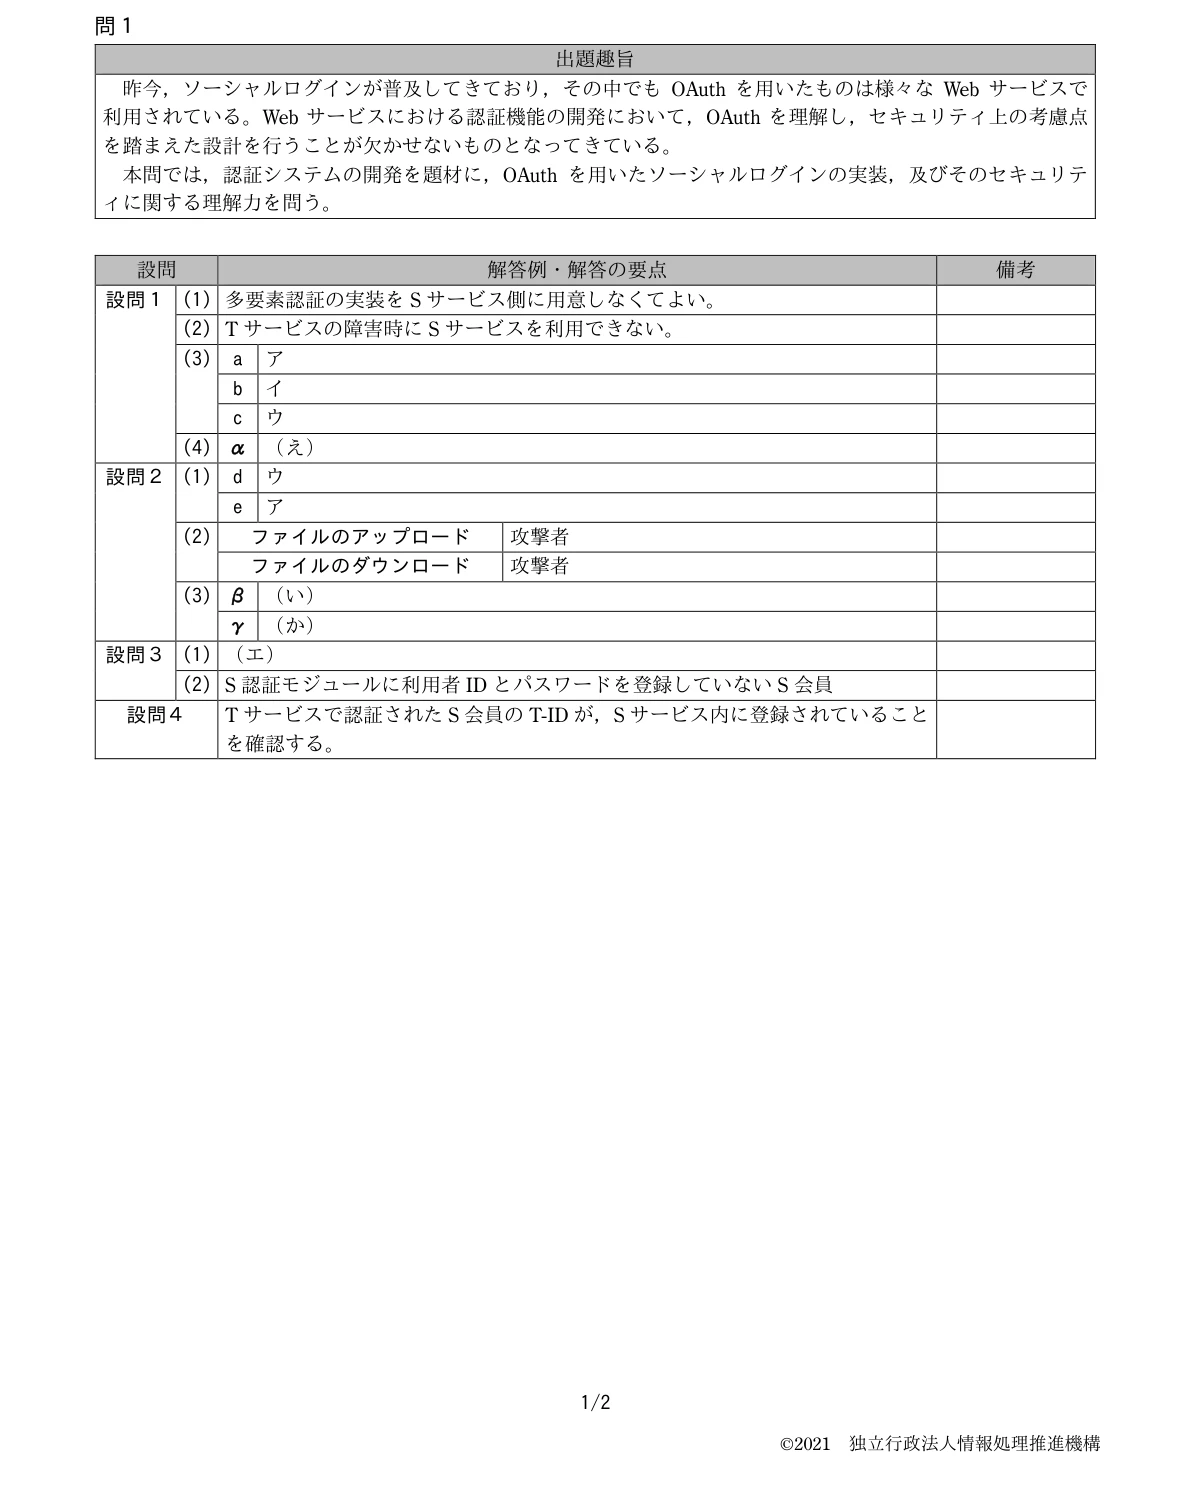 問1
出題趣旨
昨今，ソーシャルログインが普及してきており，その中でも OAuth を用いたものは様々な Web サービスで
利用されている。Web サービスにおける認証機能の開発において，OAuth を理解し，セキュリティ上の考慮点
を踏まえた設計を行うことが欠かせないものとなってきている。
本問では，認証システムの開発を題材に，OAuth を用いたソーシャルログインの実装，及びそのセキュリテ
ィに関する理解力を問う。
設問 解答例・解答の要点 備考
設問1 (1) 多要素認証の実装を S サービス側に用意しなくてよい。
(2) T サービスの障害時に S サービスを利用できない。
(3) a ア
b イ
c ウ
(4) α （え）
設問2 (1) d ウ
e ア
(2) ファイルのアップロード 攻撃者
ファイルのダウンロード 攻撃者
(3) β （い）
γ （か）
設問3 (1) （エ）
(2) S 認証モジュールに利用者 ID とパスワードを登録していない S 会員
設問4 T サービスで認証された S 会員の T-ID が，S サービス内に登録されていること
を確認する。
1/2
©2021 独立行政法人情報処理推進機構